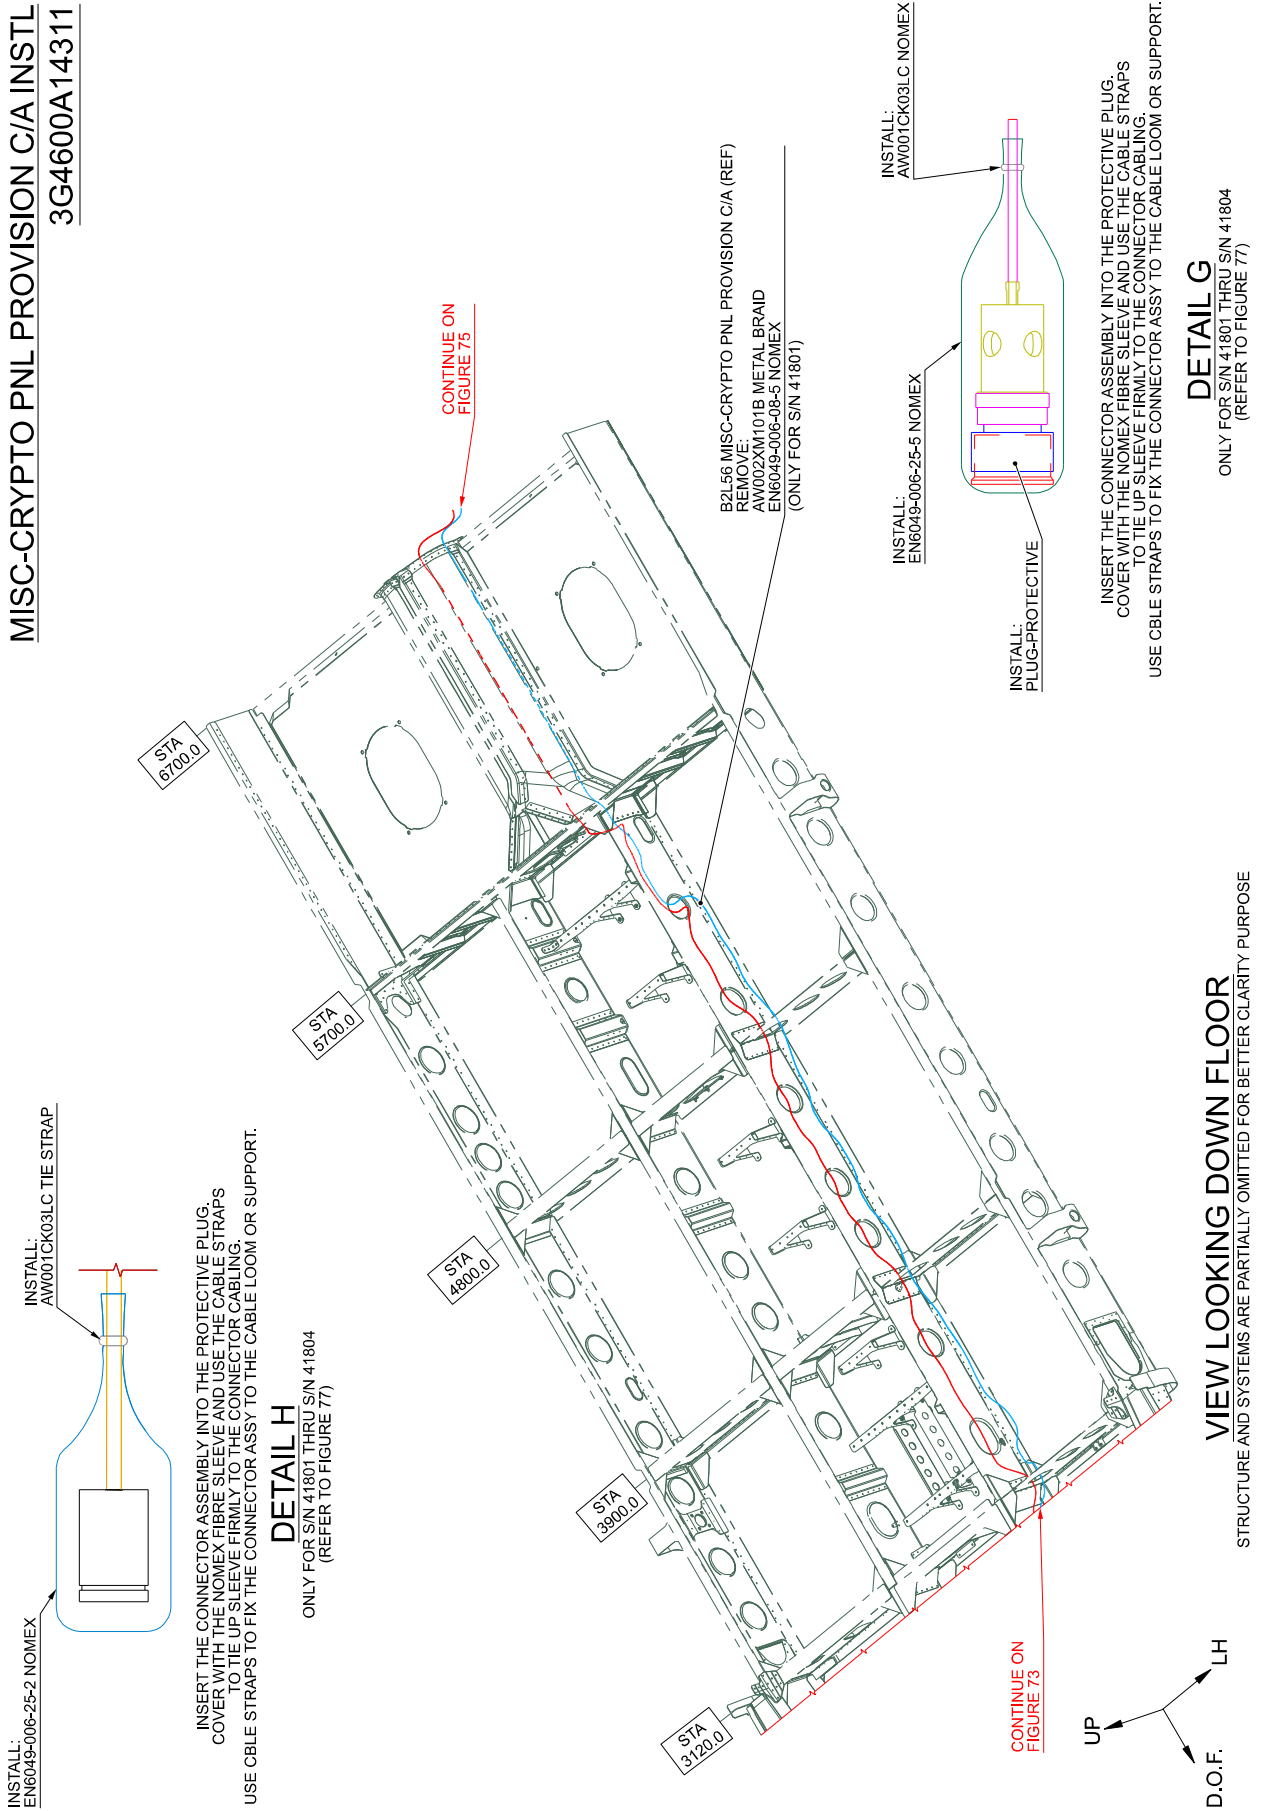 MISC-CRYPTO PNL PROVISION C/A INSTL
3G4600A14311
INSTALL:
EN6049-006-25-2 NOMEX
INSTALL:
AW001CK03LC TIE STRAP
INSERT THE CONNECTOR ASSEMBLY INTO THE PROTECTIVE PLUG.
COVER WITH THE NOMEX FIBRE SLEEVE AND USE THE CABLE STRAPS
TO TIE UP SLEEVE FIRMLY TO THE CONNECTOR CABLING.
USE CBLE STRAPS TO FIX THE CONNECTOR ASSY TO THE CABLE LOOM OR SUPPORT.
DETAIL H
ONLY FOR S/N 41801 THRU S/N 41804
(REFER TO FIGURE 77)
STA
3120.0
STA
3900.0
STA
4800.0
STA
5700.0
STA
6700.0
CONTINUE ON
FIGURE 75
B2L56 MISC-CRYPTO PNL PROVISION C/A (REF)
REMOVE:
AW002XM101B METAL BRAID
EN6049-006-08-5 NOMEX
(ONLY FOR S/N 41801)
INSTALL:
AW001CK03LC NOMEX
INSTALL:
EN6049-006-25-5 NOMEX
INSTALL:
PLUG-PROTECTIVE
INSERT THE CONNECTOR ASSEMBLY INTO THE PROTECTIVE PLUG.
COVER WITH THE NOMEX FIBRE SLEEVE AND USE THE CABLE STRAPS
TO TIE UP SLEEVE FIRMLY TO THE CONNECTOR CABLING.
USE CBLE STRAPS TO FIX THE CONNECTOR ASSY TO THE CABLE LOOM OR SUPPORT.
DETAIL G
ONLY FOR S/N 41801 THRU S/N 41804
(REFER TO FIGURE 77)
CONTINUE ON
FIGURE 73
UP
LH
D.O.F.
VIEW LOOKING DOWN FLOOR
STRUCTURE AND SYSTEMS ARE PARTIALLY OMITTED FOR BETTER CLARITY PURPOSE